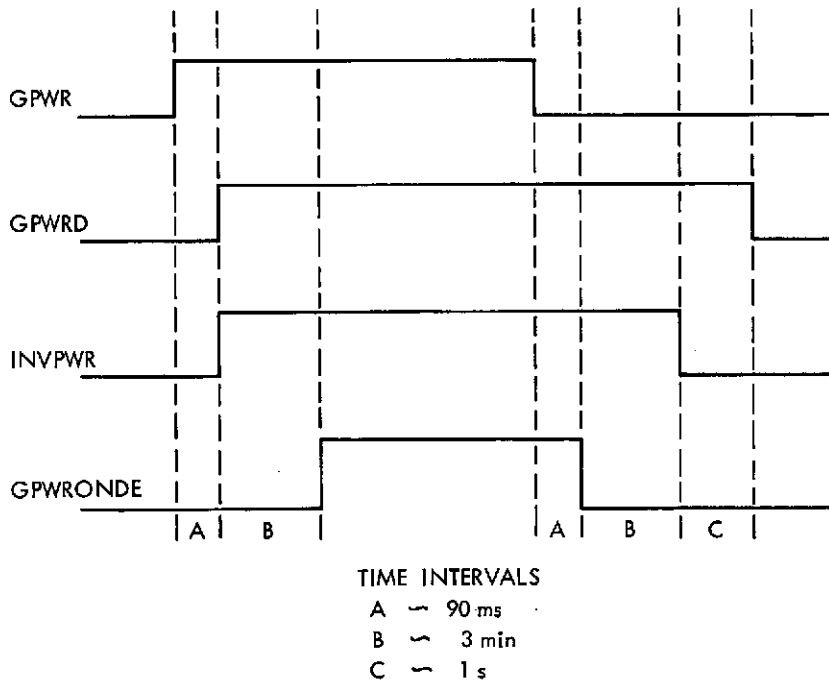 GPWR
GPWRD
INVPWR
GPWRONDE
A B A B C
TIME INTERVALS
A ∽ 90 ms
B ∽ 3 min
C ∽ 1 s